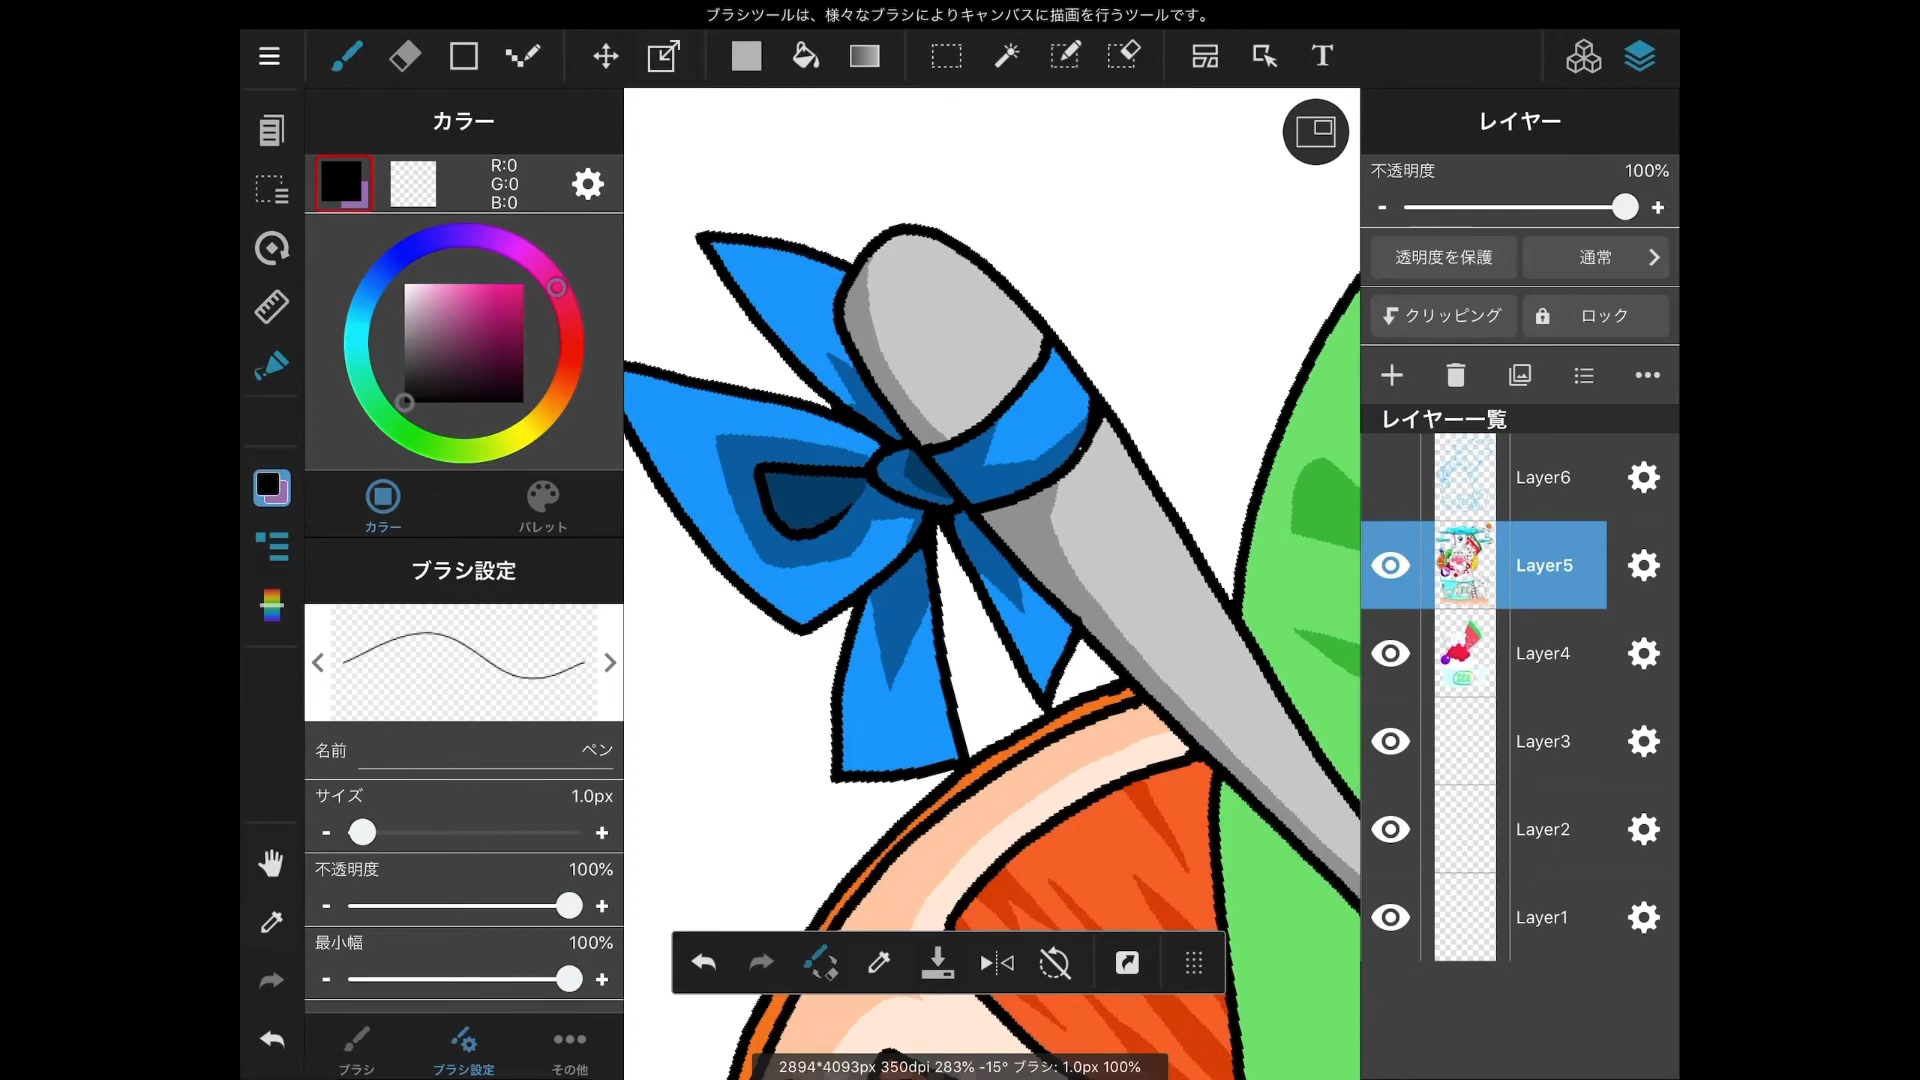 ブラシツールは、様々なブラシによりキャンバスに描画を行うツールです。
T
カラー
R:0
G:0
B:0
カラー
パレット
ブラシ設定
名前
ペン
サイズ
1.0px
- +
不透明度
100%
- +
最小幅
100%
- +
ブラシ
ブラシ設定
その他
2894*4093px 350dpi 283% -15° ブラシ: 1.0px 100%
レイヤー
不透明度
100%
- +
透明度を保護
通常
クリッピング
ロック
レイヤー一覧
Layer6
Layer5
Layer4
Layer3
Layer2
Layer1